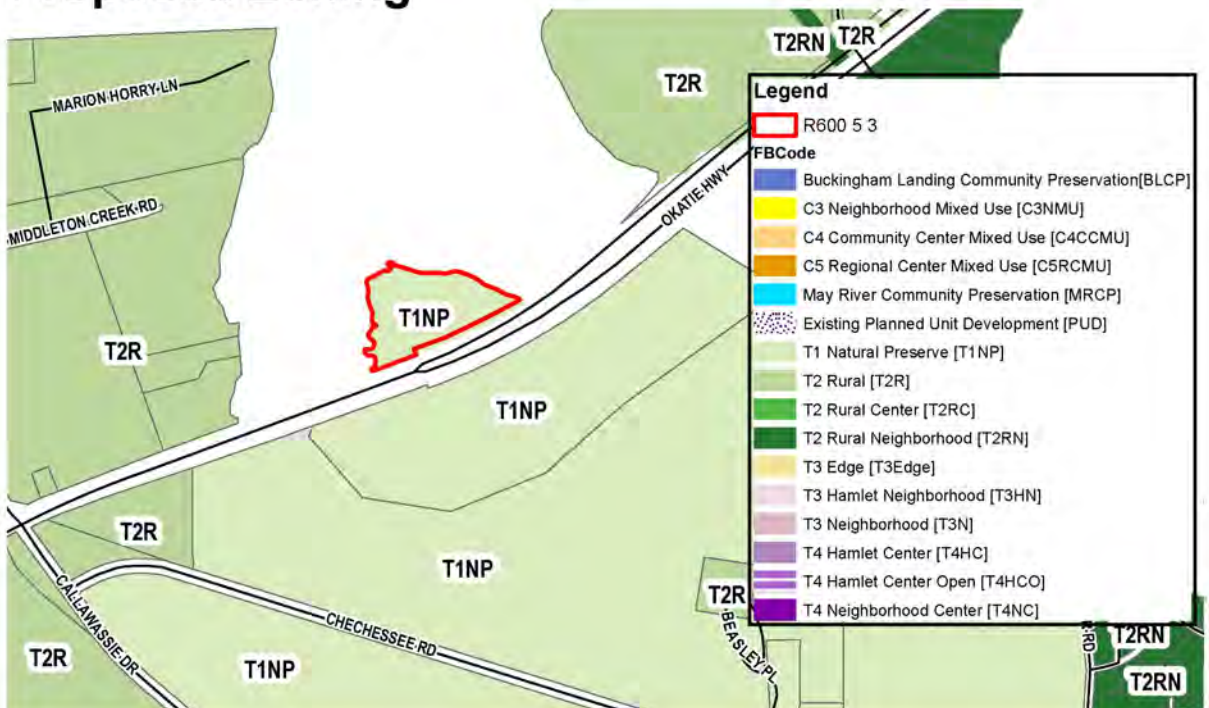 T2RN
T2R
T2R
MARION HORRY LN
MIDDLETON CREEK RD
OKATIE HWY
T2R
T1NP
T1NP
T2R
T1NP
T2R
CALLAWASSIE DR
CHECHESSEE RD
BEASLEY PL
T2R
T1NP
RD
T2RN
T2RN
Legend
R600 5 3
FBCode
Buckingham Landing Community Preservation[BLCP]
C3 Neighborhood Mixed Use [C3NMU]
C4 Community Center Mixed Use [C4CCMU]
C5 Regional Center Mixed Use [C5RCMU]
May River Community Preservation [MRCP]
Existing Planned Unit Development [PUD]
T1 Natural Preserve [T1NP]
T2 Rural [T2R]
T2 Rural Center [T2RC]
T2 Rural Neighborhood [T2RN]
T3 Edge [T3Edge]
T3 Hamlet Neighborhood [T3HN]
T3 Neighborhood [T3N]
T4 Hamlet Center [T4HC]
T4 Hamlet Center Open [T4HCO]
T4 Neighborhood Center [T4NC]